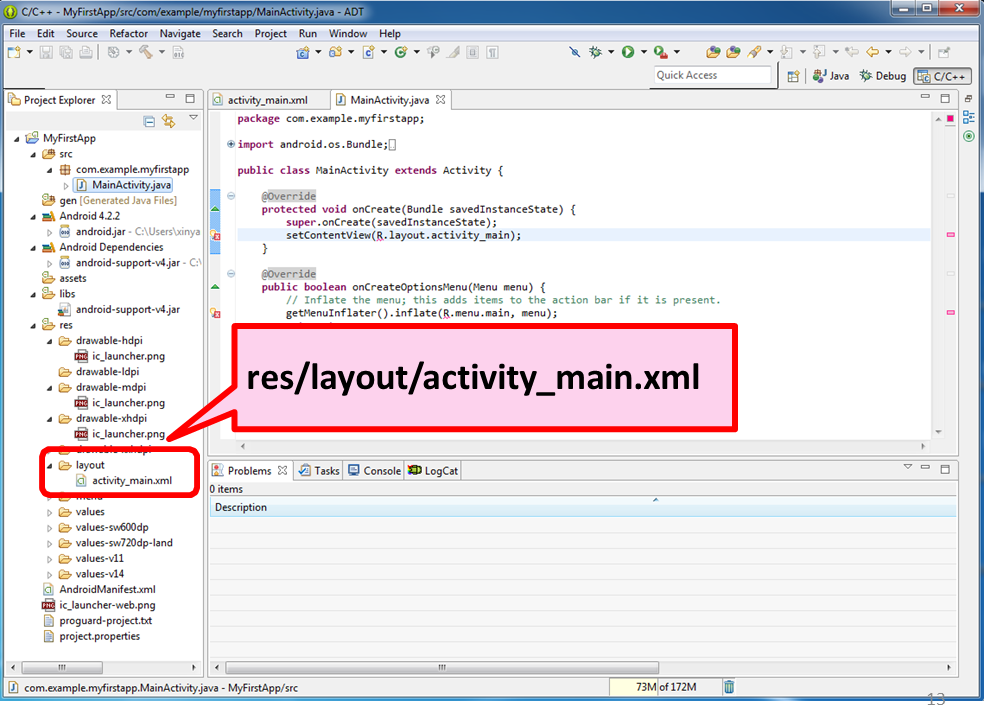 C/C++ - MyFirstApp/src/com/example/myfirstapp/MainActivity.java - ADT
File Edit Source Refactor Navigate Search Project Run Window Help
Quick Access
Java
Debug
C/C++
Project Explorer
MyFirstApp
src
com.example.myfirstapp
MainActivity.java
gen [Generated Java Files]
Android 4.2.2
android.jar - C:\Users\xinya
Android Dependencies
android-support-v4.jar - C:\
assets
libs
android-support-v4.jar
res
drawable-hdpi
ic_launcher.png
drawable-ldpi
drawable-mdpi
ic_launcher.png
drawable-xhdpi
ic_launcher.png
layout
activity_main.xml
menu
values
values-sw600dp
values-sw720dp-land
values-v11
values-v14
AndroidManifest.xml
ic_launcher-web.png
proguard-project.txt
project.properties
activity_main.xml
MainActivity.java
package com.example.myfirstapp;
import android.os.Bundle;
public class MainActivity extends Activity {
@Override
protected void onCreate(Bundle savedInstanceState) {
super.onCreate(savedInstanceState);
setContentView(R.layout.activity_main);
}
@Override
public boolean onCreateOptionsMenu(Menu menu) {
// Inflate the menu; this adds items to the action bar if it is present.
getMenuInflater().inflate(R.menu.main, menu);
res/layout/activity_main.xml
Problems
Tasks
Console
LogCat
0 items
Description
com.example.myfirstapp.MainActivity.java - MyFirstApp/src
73M of 172M
13